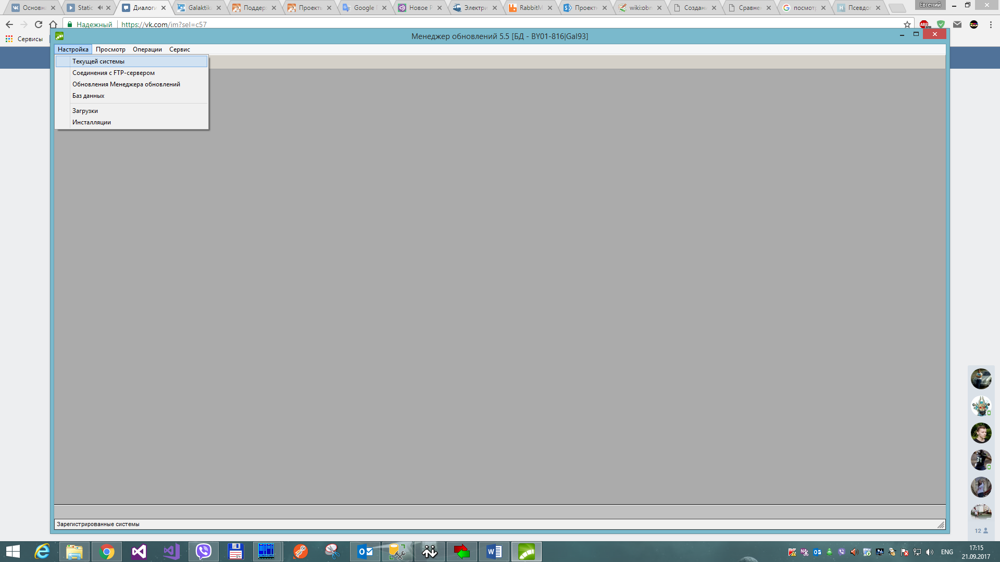 Основн
Static
Диалоги
Galaktik
Поддер
Проекты
Google
Новое Р
Электри
RabbitM
Проект
wiki:obn
Создан
Сравне
посмотр
Псевдо
Евгений
Надежный
https://vk.com/im?sel=c57
ABP
Сервисы
Менеджер обновлений 5.5 [БД - BY01-816|Gal93]
Настройка Просмотр Операции Сервис
Текущей системы
Соединения с FTP-сервером
Обновления Менеджера обновлений
Баз данных
Загрузки
Инсталляции
Зарегистрированные системы
12
ENG
17:15
21.09.2017